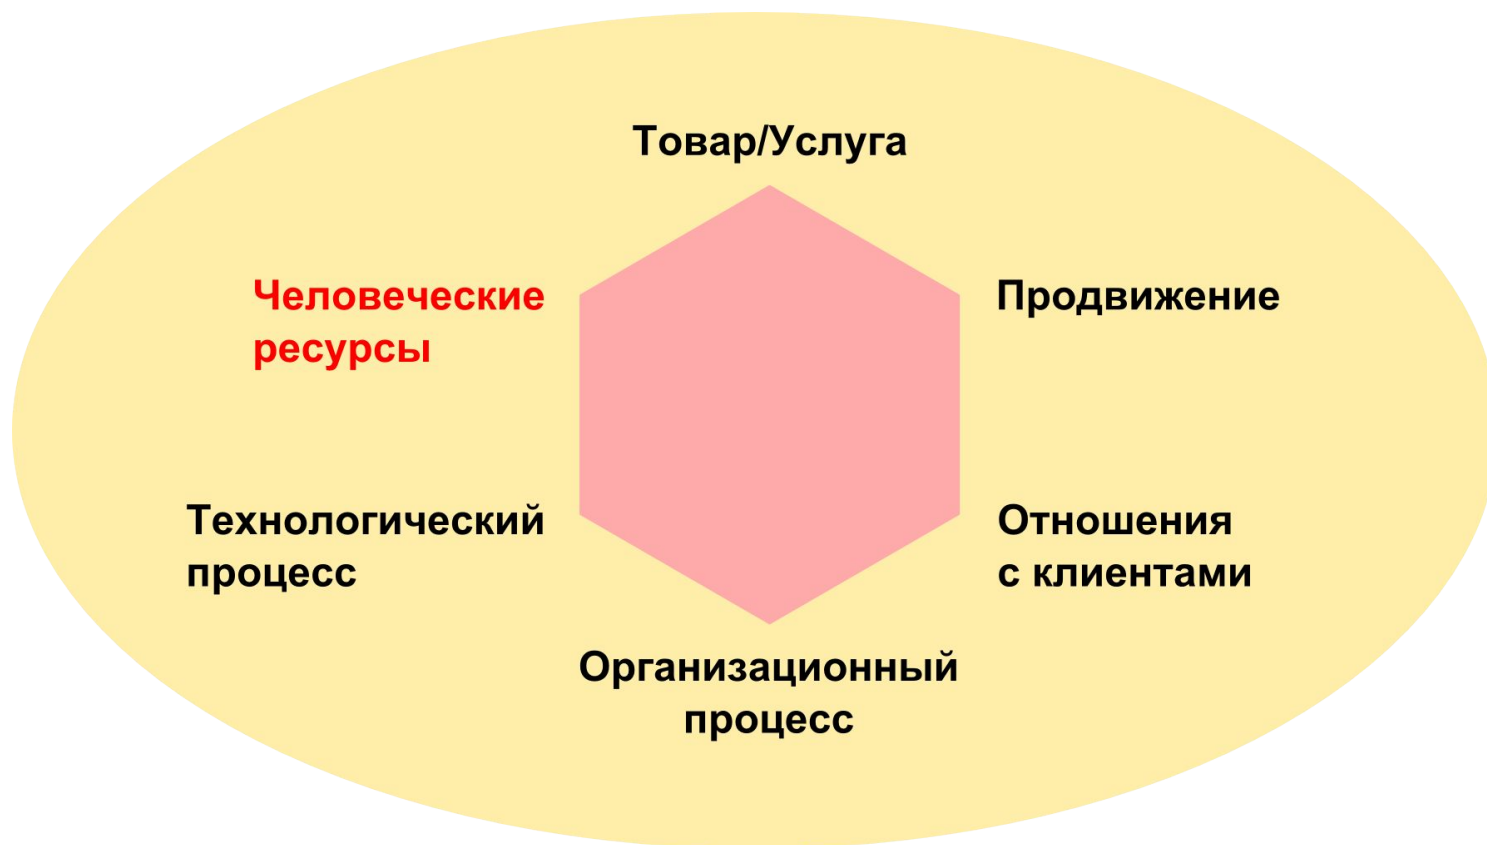 Товар/Услуга
Человеческие
ресурсы
Продвижение
Технологический
процесс
Отношения
с клиентами
Организационный
процесс